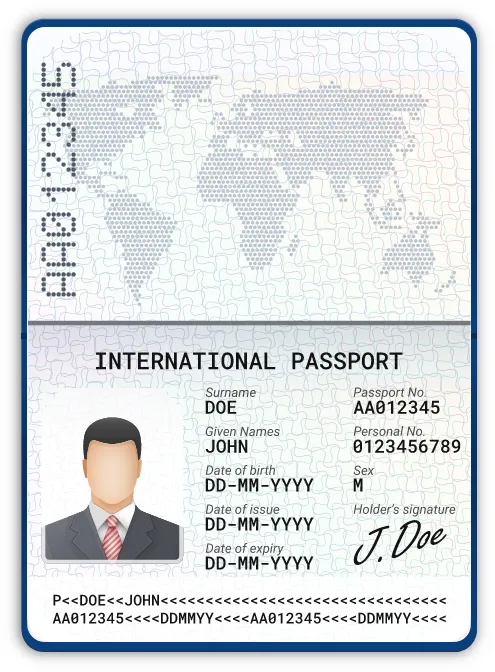 AA012345
INTERNATIONAL PASSPORT
Surname
DOE
Given Names
JOHN
Date of birth
DD-MM-YYYY
Date of issue
DD-MM-YYYY
Date of expiry
DD-MM-YYYY
Passport No.
AA012345
Personal No.
0123456789
Sex
M
Holder's signature
J. Doe
P<<DOE<<JOHN<<<<<<<<<<<<<<<<<<<<<<<<<<<<<<<<
AA012345<<<<DDMMYY<<<<AA012345<<<<DDMMYY<<<<